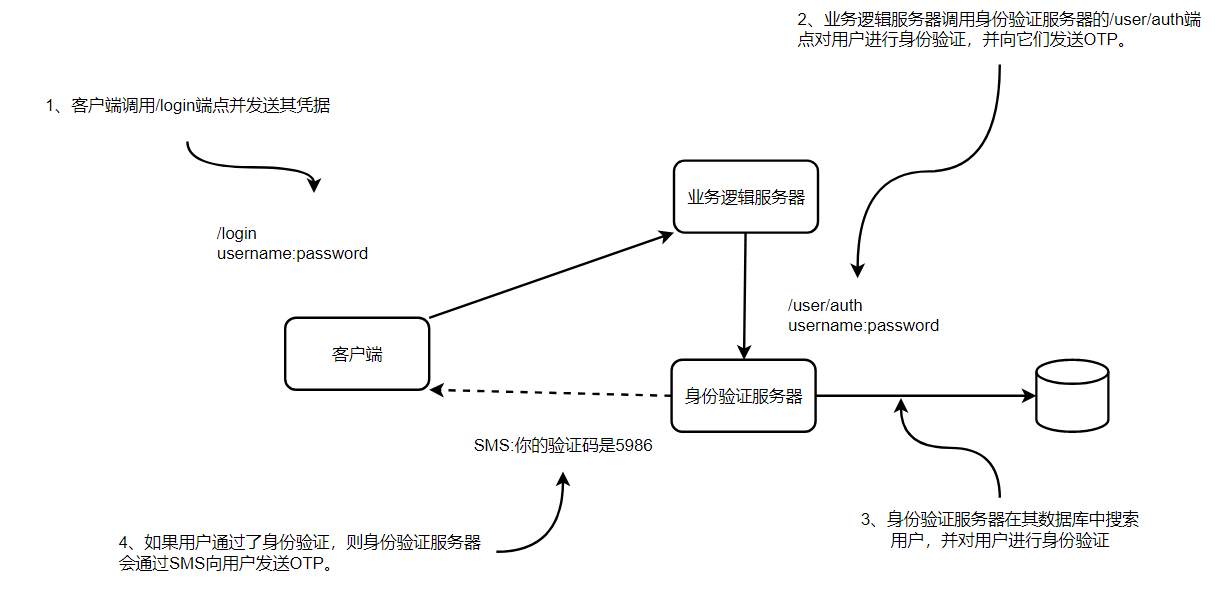 2、业务逻辑服务器调用身份验证服务器的/user/auth端
点对用户进行身份验证，并向它们发送OTP。
1、客户端调用/login端点并发送其凭据
业务逻辑服务器
/login
username:password
/user/auth
username:password
客户端
身份验证服务器
SMS:你的验证码是5986
3、身份验证服务器在其数据库中搜索
用户，并对用户进行身份验证
4、如果用户通过了身份验证，则身份验证服务器
会通过SMS向用户发送OTP。